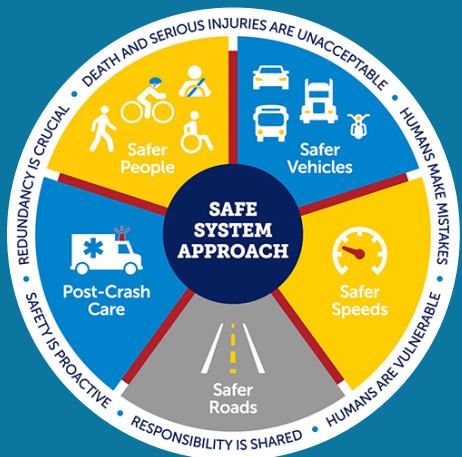 DEATH AND SERIOUS INJURIES ARE UNACCEPTABLE
HUMANS MAKE MISTAKES
HUMANS ARE VULNERABLE
RESPONSIBILITY IS SHARED
SAFETY IS PROACTIVE
REDUNDANCY IS CRUCIAL
Safer
People
Safer
Vehicles
SAFE
SYSTEM
APPROACH
Post-Crash
Care
Safer
Speeds
Safer
Roads